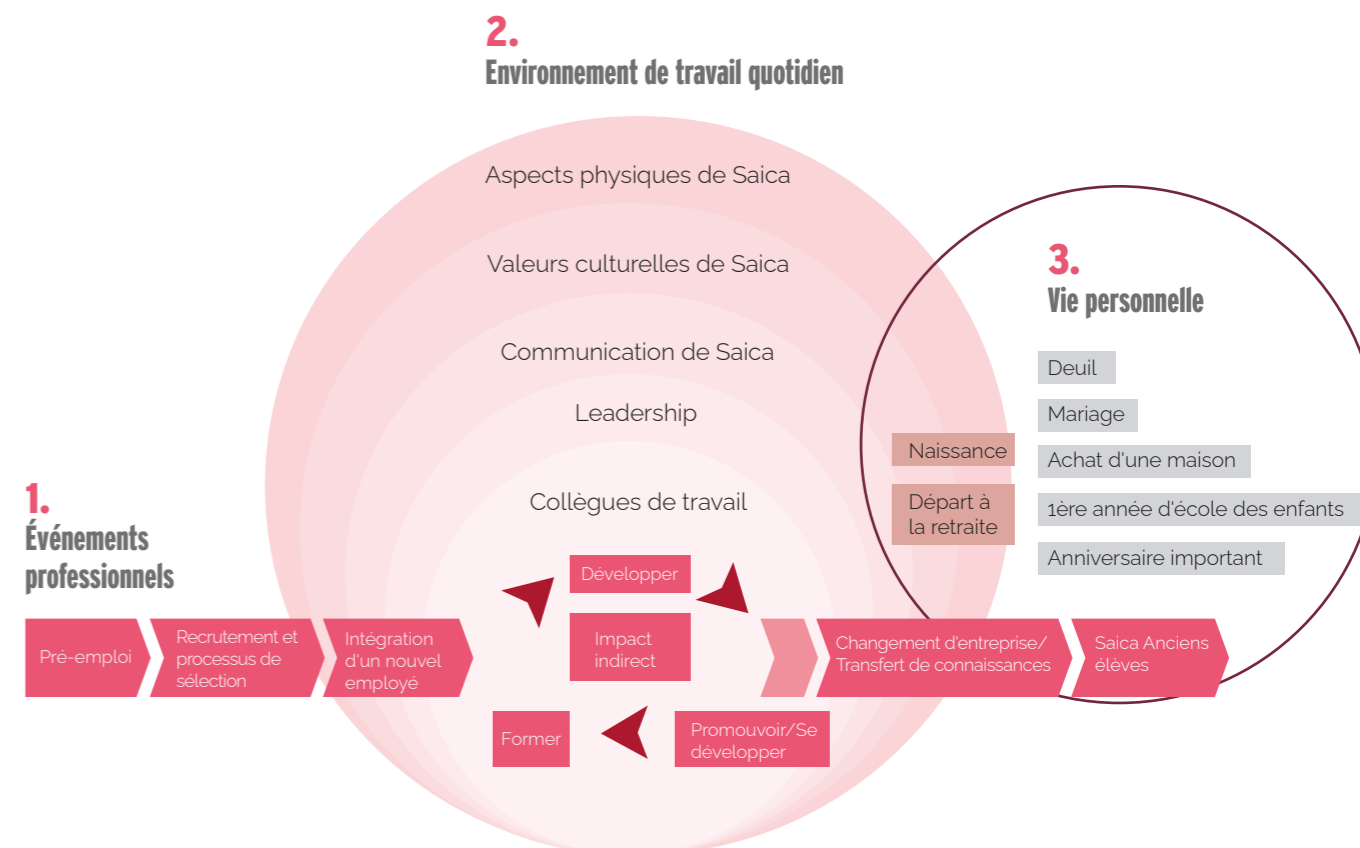 2.
Environnement de travail quotidien
Aspects physiques de Saica
Valeurs culturelles de Saica
Communication de Saica
Leadership
Collègues de travail
3.
Vie personnelle
Deuil
Mariage
Achat d'une maison
1ère année d'école des enfants
Anniversaire important
Naissance
Départ à
la retraite
1.
Événements
professionnels
Pré-emploi
Recrutement et
processus de
sélection
Intégration
d'un nouvel
employé
Développer
Impact
indirect
Former
Promouvoir/Se
développer
Changement d'entreprise/
Transfert de connaissances
Saica Anciens
élèves